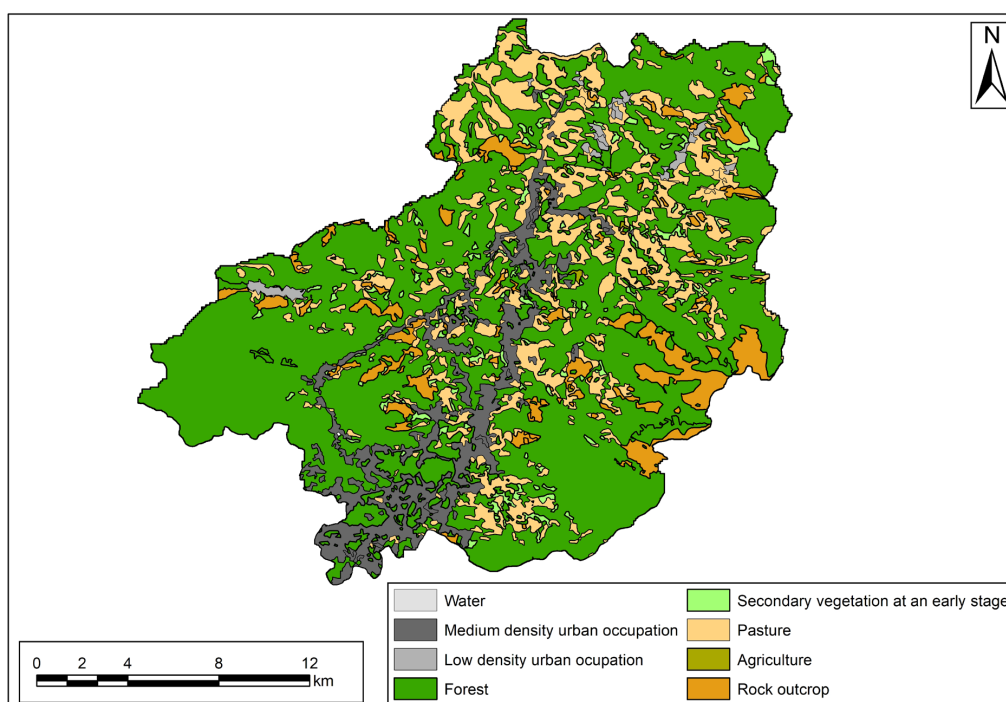 N
Water
Medium density urban occupation
Low density urban ocupation
Forest
Secondary vegetation at an early stage
Pasture
Agriculture
Rock outcrop
0 2 4 8 12
km